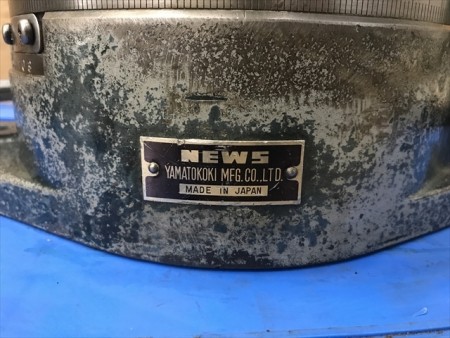 NEWS
YAMATOKOKI MFG.CO.,LTD.
MADE IN JAPAN